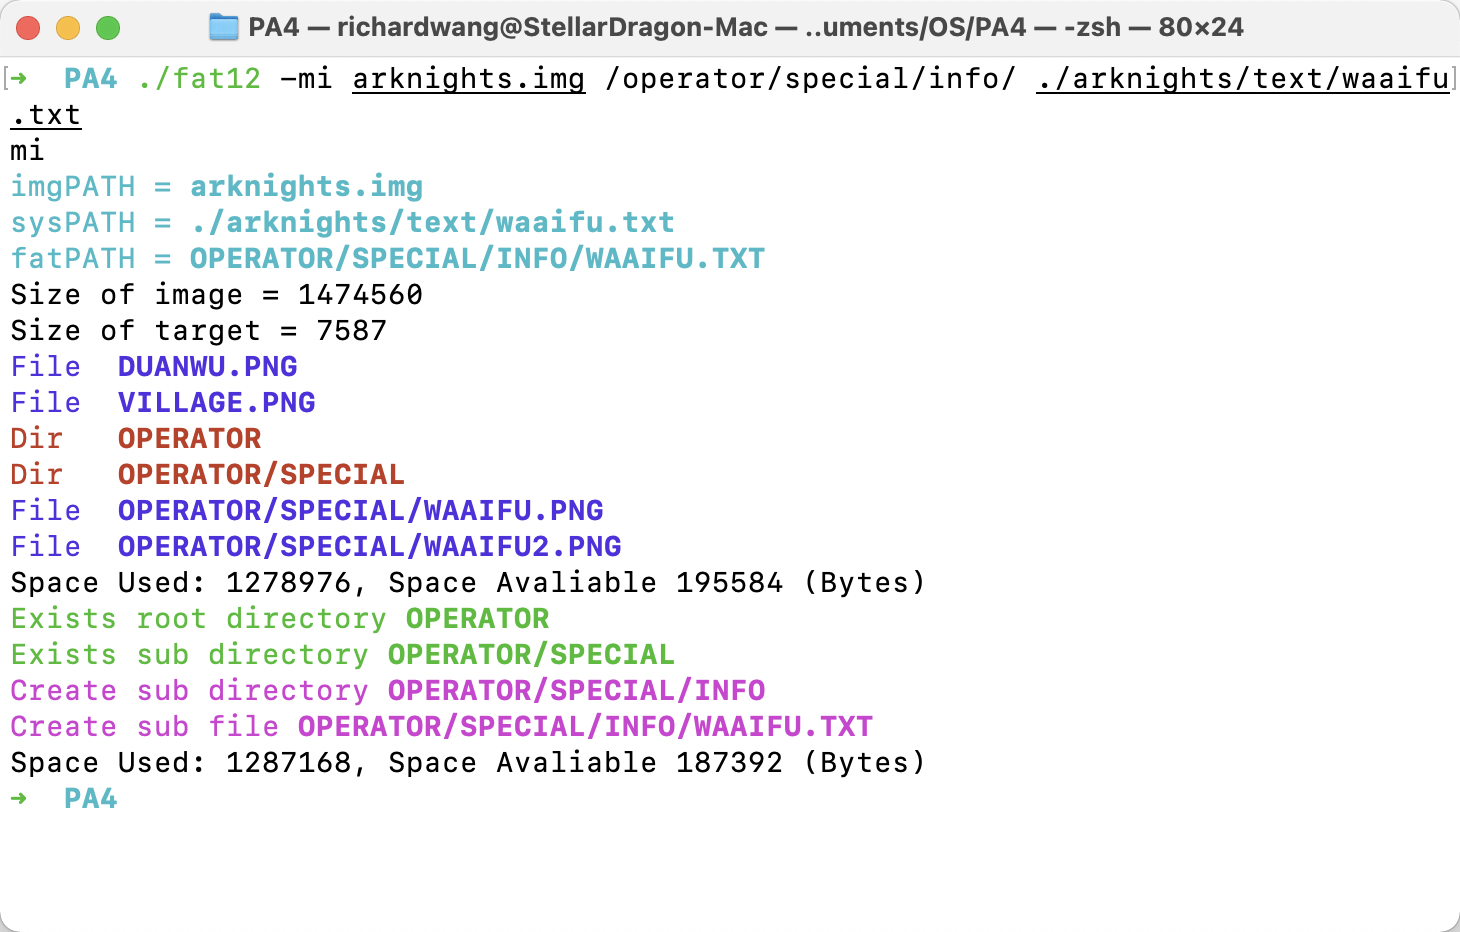 PA4 — richardwang@StellarDragon-Mac — ..uments/OS/PA4 — -zsh — 80×24
[➜  PA4 ./fat12 -mi arknights.img /operator/special/info/ ./arknights/text/waaifu]
.txt
mi
imgPATH = arknights.img
sysPATH = ./arknights/text/waaifu.txt
fatPATH = OPERATOR/SPECIAL/INFO/WAAIFU.TXT
Size of image = 1474560
Size of target = 7587
File  DUANWU.PNG
File  VILLAGE.PNG
Dir   OPERATOR
Dir   OPERATOR/SPECIAL
File  OPERATOR/SPECIAL/WAAIFU.PNG
File  OPERATOR/SPECIAL/WAAIFU2.PNG
Space Used: 1278976, Space Avaliable 195584 (Bytes)
Exists root directory OPERATOR
Exists sub directory OPERATOR/SPECIAL
Create sub directory OPERATOR/SPECIAL/INFO
Create sub file OPERATOR/SPECIAL/INFO/WAAIFU.TXT
Space Used: 1287168, Space Avaliable 187392 (Bytes)
➜  PA4